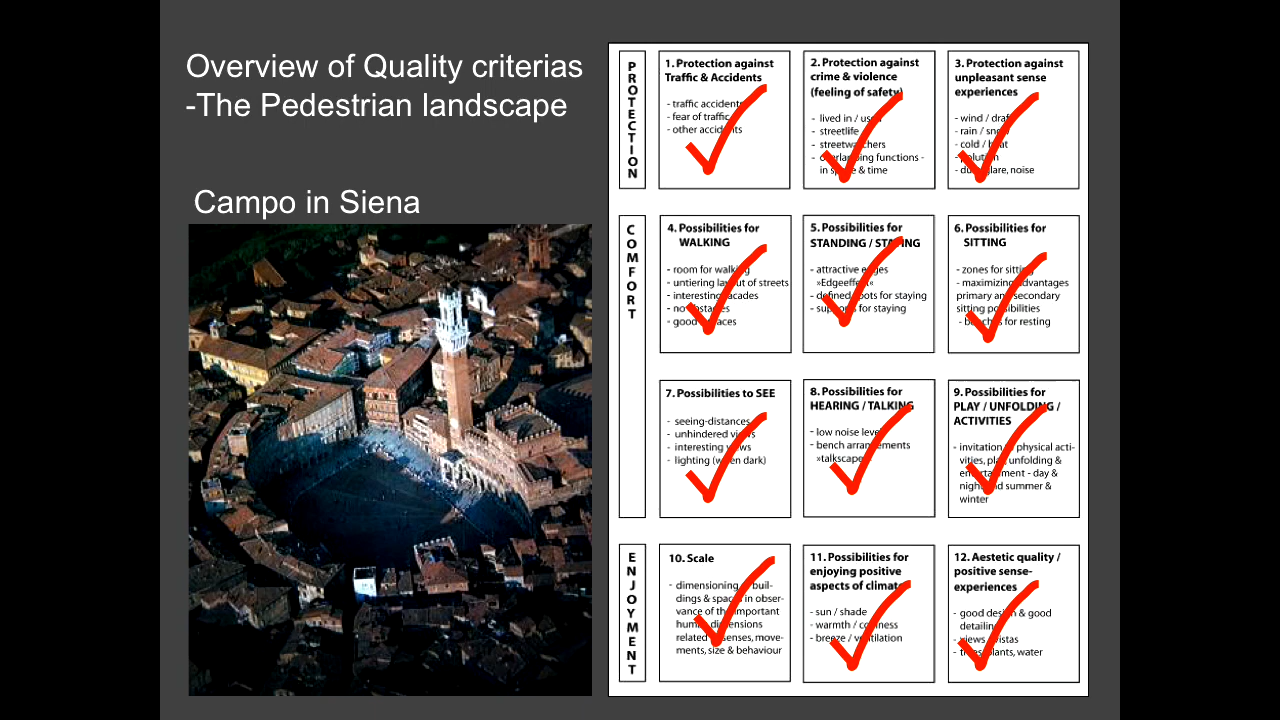 Overview of Quality criterias
-The Pedestrian landscape
Campo in Siena
PROTECTION
1. Protection against
Traffic & Accidents
- traffic accidents
- fear of traffic
- other accidents
2. Protection against
crime & violence
(feeling of safety)
- lived in / used
- streetlife
- streetwatchers
- overlapping functions -
in space & time
3. Protection against
unpleasant sense
experiences
- wind / draft
- rain / snow
- cold / heat
- polution
- dust, glare, noise
COMFORT
4. Possibilities for
WALKING
- room for walking
- untiering layout of streets
- interesting facades
- no obstacles
- good surfaces
5. Possibilities for
STANDING / STAYING
- attractive edges
»Edgeeffect«
- defined spots for staying
- supports for staying
6. Possibilities for
SITTING
- zones for sitting
- maximizing advantages
primary and secondary
sitting possibilities
- benches for resting
7. Possibilities to SEE
- seeing-distances
- unhindered views
- interesting views
- lighting (when dark)
8. Possibilities for
HEARING / TALKING
- low noise level
- bench arrangements
»talkscapes«
9. Possibilities for
PLAY / UNFOLDING /
ACTIVITIES
- invitation to physical acti-
vities, play, unfolding &
entertainment - day &
night and summer &
winter
ENJOYMENT
10. Scale
- dimensioning of buil-
dings & spaces in obser-
vance of the important
human dimensions
related to senses, move-
ments, size & behaviour
11. Possibilities for
enjoying positive
aspects of climate
- sun / shade
- warmth / coolness
- breeze / ventilation
12. Aestetic quality /
positive sense-
experiences
- good design & good
detailing
- views / vistas
- trees, plants, water